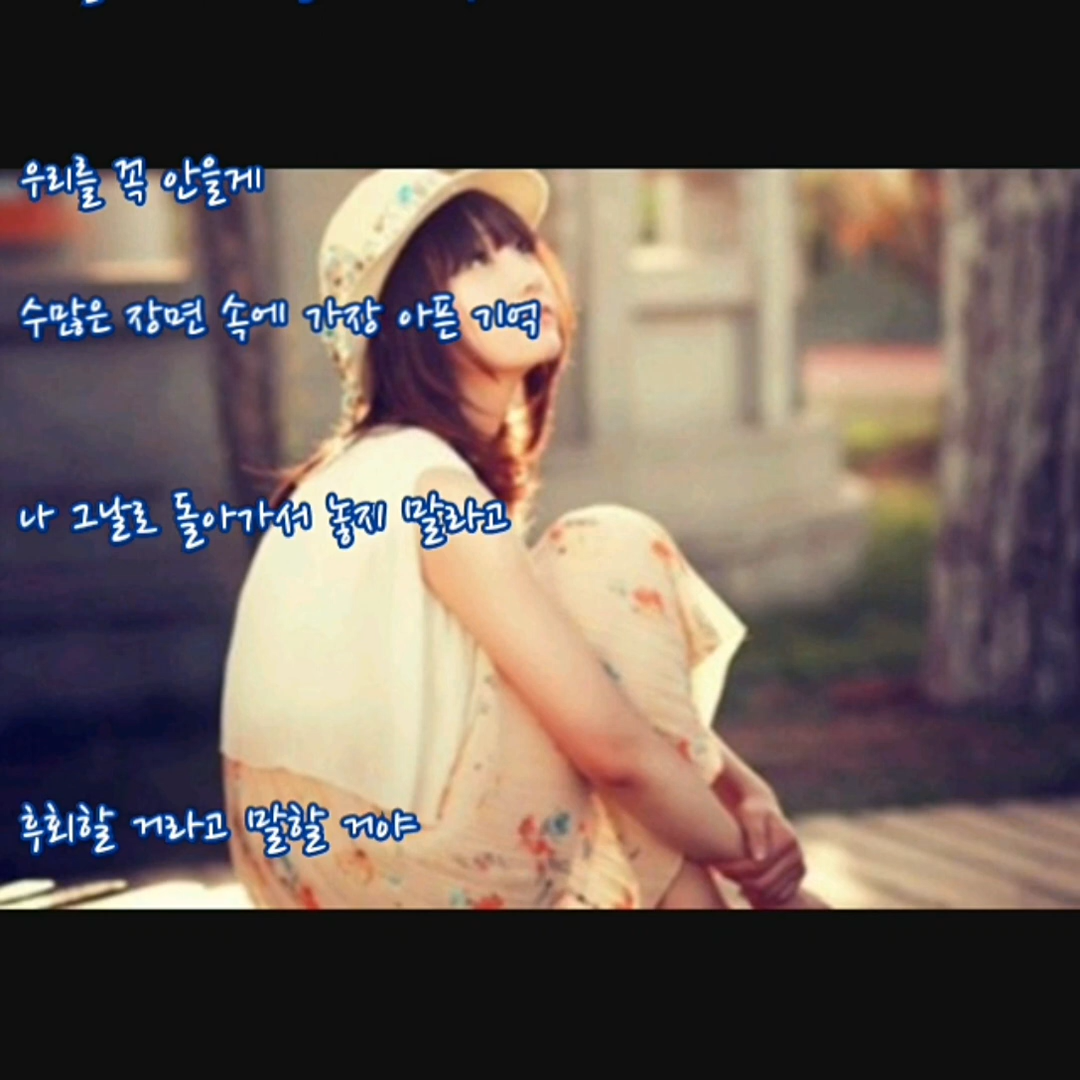 우리를 꼭 안을게
수많은 장면 속에 가장 아픈 기억
나 그날로 돌아가서 놓지 말라고
후회할 거라고 말할 거야